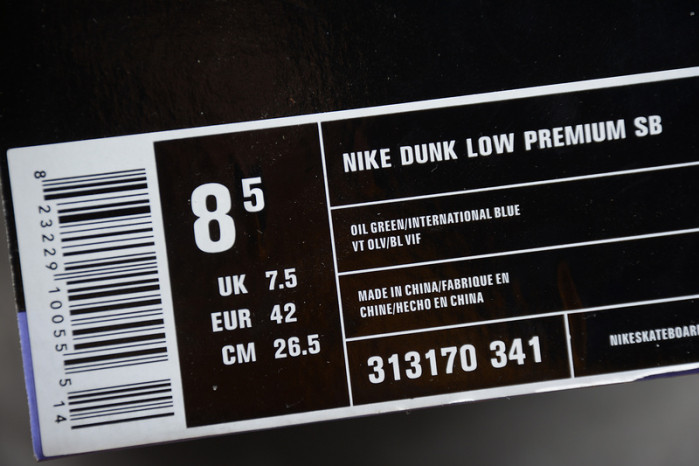 8 23229 10055 5 14
8 5
UK 7.5
EUR 42
CM 26.5
NIKE DUNK LOW PREMIUM SB
OIL GREEN/INTERNATIONAL BLUE
VT OLV/BL VIF
MADE IN CHINA/FABRIQUE EN
CHINE/HECHO EN CHINA
313170 341
NIKESKATEBOAR